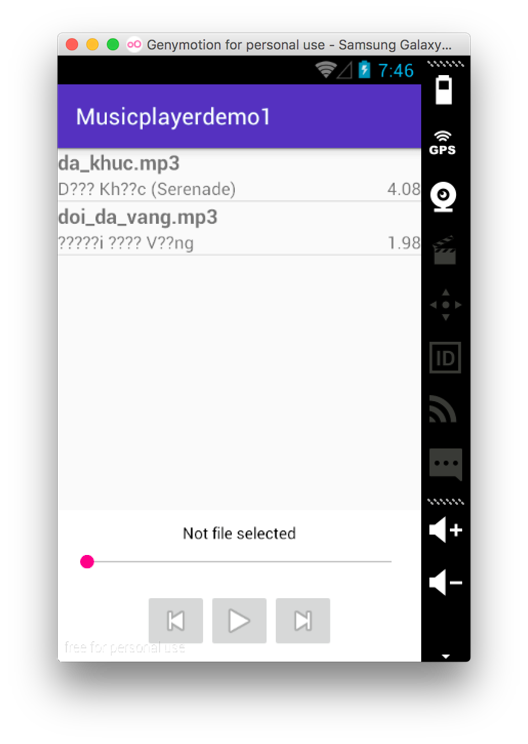 Genymotion for personal use - Samsung Galaxy…
7:46
GPS
Musicplayerdemo1
da_khuc.mp3
D??? Kh??c (Serenade) 4.08
doi_da_vang.mp3
?????i ???? V??ng 1.98
ID
Not file selected
free for personal use